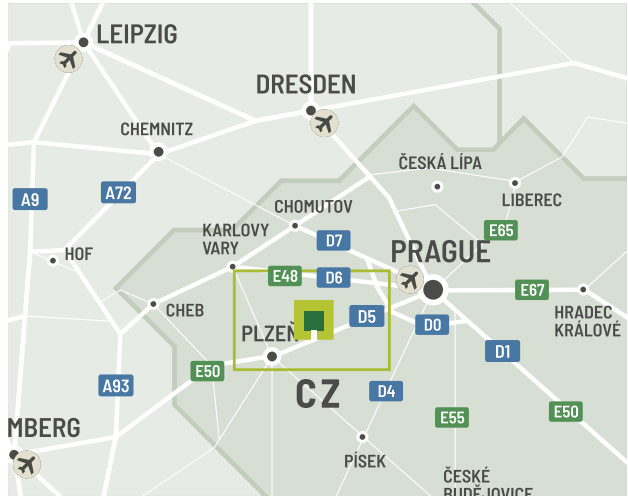 LEIPZIG
DRESDEN
CHEMNITZ
ČESKÁ LÍPA
A9
A72
LIBEREC
CHOMUTOV
KARLOVY
VARY
D7
E65
HOF
PRAGUE
E48
D6
E67
CHEB
D5
D0
HRADEC
KRÁLOVÉ
PLZEŇ
D1
E50
A93
CZ
D4
E55
E50
MBERG
PÍSEK
ČESKÉ
BUDĚJOVICE